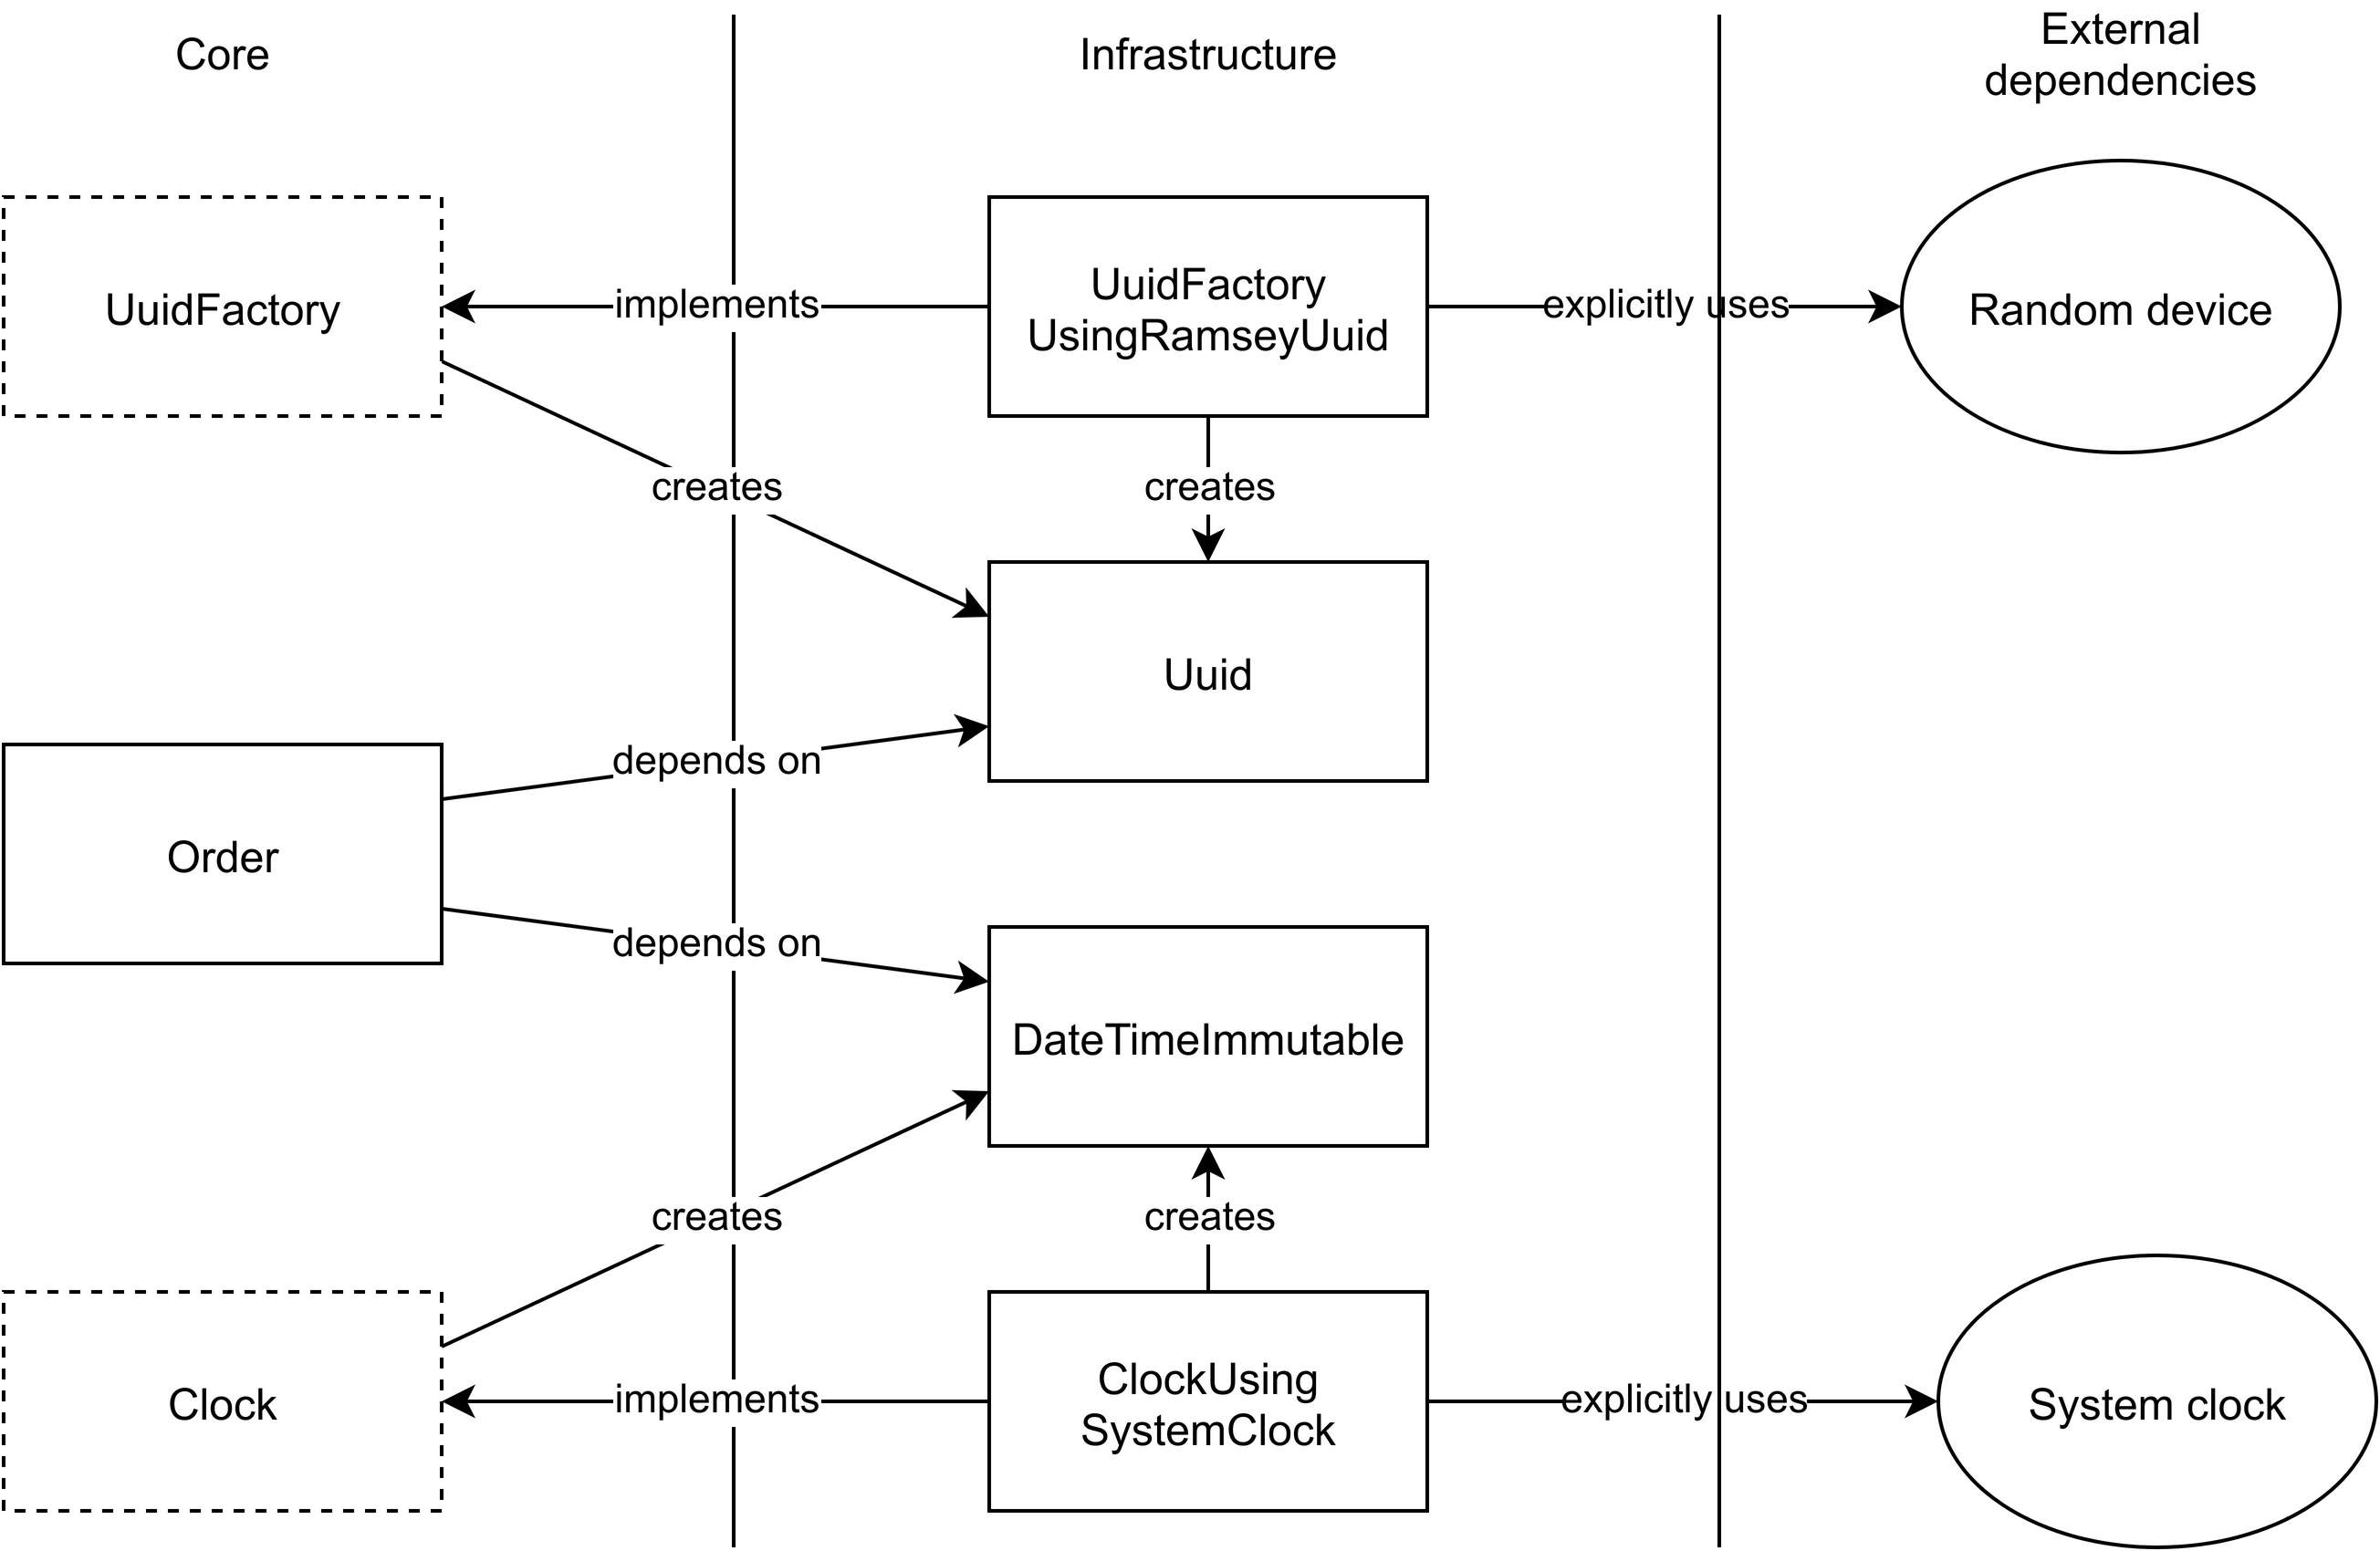 Core
Infrastructure
External
dependencies
UuidFactory
implements
UuidFactory
UsingRamseyUuid
explicitly uses
Random device
creates
creates
Uuid
depends on
Order
depends on
DateTimeImmutable
creates
creates
Clock
implements
ClockUsing
SystemClock
explicitly uses
System clock